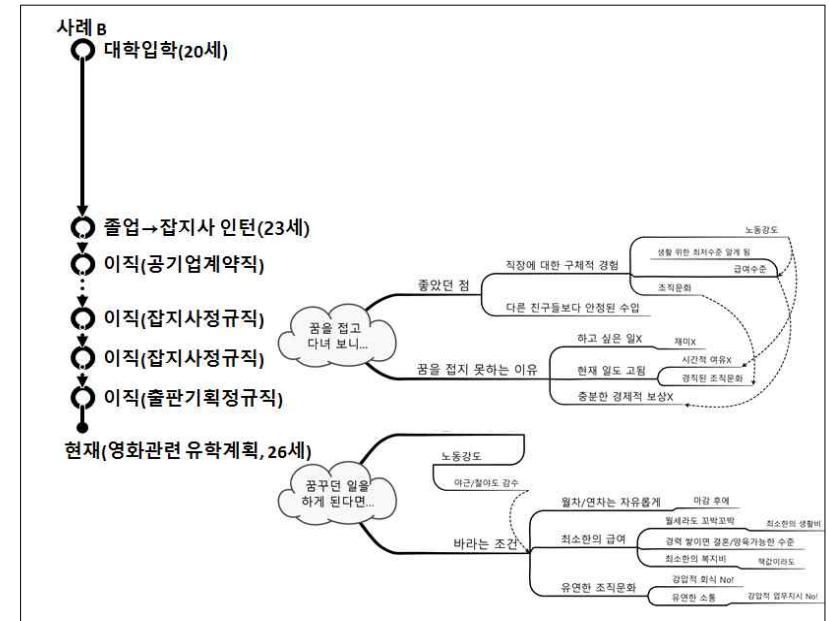 사례 B
대학입학(20세)
졸업→잡지사 인턴(23세)
이직(공기업계약직)
이직(잡지사정규직)
이직(잡지사정규직)
이직(출판기획정규직)
현재(영화관련 유학계획, 26세)
꿈을 접고
다녀 보니...
좋았던 점
직장에 대한 구체적 경험
노동강도
생활 위한 최저수준 알게 됨
급여수준
조직문화
다른 친구들보다 안정된 수입
꿈을 접지 못하는 이유
하고 싶은 일X
재미X
현재 일도 고됨
시간적 여유X
경직된 조직문화
충분한 경제적 보상X
꿈꾸던 일을
하게 된다면...
노동강도
야근/철야도 감수
바라는 조건
월차/연차는 자유롭게
마감 후에
최소한의 급여
월세라도 꼬박꼬박
최소한의 생활비
경력 쌓이면 결혼/양육가능한 수준
최소한의 복지비
책값이라도
유연한 조직문화
강압적 회식 No!
유연한 소통
강압적 업무지시 No!